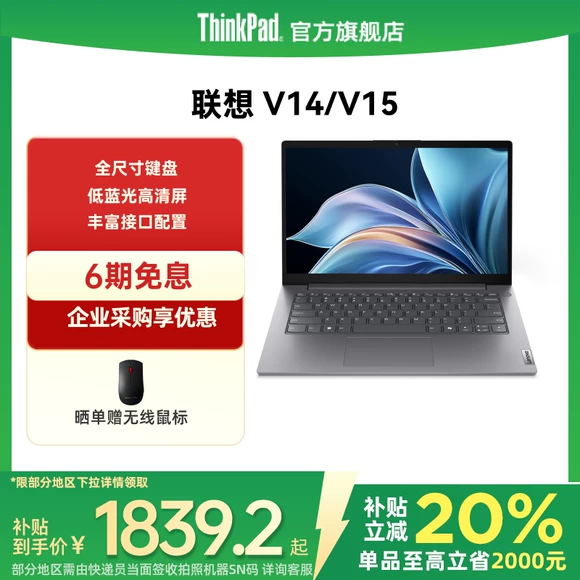 ThinkPad 官方旗舰店
联想 V14/V15
全尺寸键盘
低蓝光高清屏
丰富接口配置
6期免息
企业采购享优惠
晒单赠无线鼠标
Lenovo
*限部分地区下拉详情领取
补贴到手价 1839.2 起
补贴立减 20%
单品至高立省2000元
部分地区需由快递员当面签收拍照机器SN码 详询客服